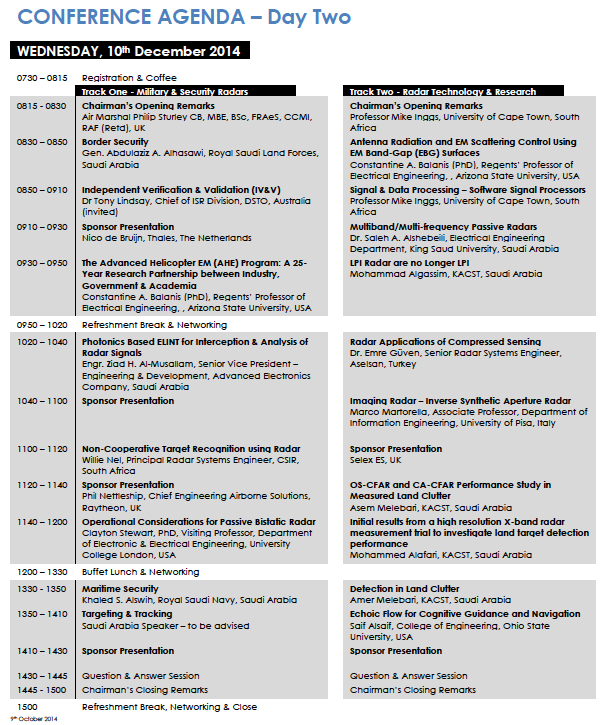 CONFERENCE AGENDA – Day Two
WEDNESDAY, 10th December 2014
0730 – 0815 Registration & Coffee
Track One - Military & Security Radars
Track Two - Radar Technology & Research
0815 - 0830
Chairman's Opening Remarks
Air Marshal Philip Sturley CB, MBE, BSc, FRAeS, CCMI,
RAF (Retd), UK
Chairman's Opening Remarks
Professor Mike Inggs, University of Cape Town, South
Africa
0830 – 0850
Border Security
Gen. Abdulaziz A. Alhasawi, Royal Saudi Land Forces,
Saudi Arabia
Antenna Radiation and EM Scattering Control Using
EM Band-Gap (EBG) Surfaces
Constantine A. Balanis (PhD), Regents' Professor of
Electrical Engineering, , Arizona State University, USA
0850 – 0910
Independent Verification & Validation (IV&V)
Dr Tony Lindsay, Chief of ISR Division, DSTO, Australia
(invited)
Signal & Data Processing – Software Signal Processors
Professor Mike Inggs, University of Cape Town, South
Africa
0910 – 0930
Sponsor Presentation
Nico de Bruijn, Thales, The Netherlands
Multiband/Multi-frequency Passive Radars
Dr. Saleh A. Alshebeili, Electrical Engineering
Department, King Saud University, Saudi Arabia
0930 – 0950
The Advanced Helicopter EM (AHE) Program: A 25-
Year Research Partnership between Industry,
Government & Academia
Constantine A. Balanis (PhD), Regents' Professor of
Electrical Engineering, , Arizona State University, USA
LPI Radar are no Longer LPI
Mohammad Algassim, KACST, Saudi Arabia
0950 – 1020 Refreshment Break & Networking
1020 – 1040
Photonics Based ELINT for Interception & Analysis of
Radar Signals
Engr. Ziad H. Al-Musallam, Senior Vice President –
Engineering & Development, Advanced Electronics
Company, Saudi Arabia
Radar Applications of Compressed Sensing
Dr. Emre Güven, Senior Radar Systems Engineer,
Aselsan, Turkey
1040 – 1100
Sponsor Presentation
Imaging Radar – Inverse Synthetic Aperture Radar
Marco Martorella, Associate Professor, Department of
Information Engineering, University of Pisa, Italy
1100 – 1120
Non-Cooperative Target Recognition using Radar
Willie Nel, Principal Radar Systems Engineer, CSIR,
South Africa
Sponsor Presentation
Selex ES, UK
1120 – 1140
Sponsor Presentation
Phil Nettleship, Chief Engineering Airborne Solutions,
Raytheon, UK
OS-CFAR and CA-CFAR Performance Study in
Measured Land Clutter
Asem Melebari, KACST, Saudi Arabia
1140 – 1200
Operational Considerations for Passive Bistatic Radar
Clayton Stewart, PhD, Visiting Professor, Department
of Electronic & Electrical Engineering, University
College London, USA
Initial results from a high resolution X-band radar
measurement trial to investigate land target detection
performance
Mohammed Alafari, KACST, Saudi Arabia
1200 – 1330 Buffet Lunch & Networking
1330 - 1350
Maritime Security
Khaled S. Alswih, Royal Saudi Navy, Saudi Arabia
Detection in Land Clutter
Amer Melebari, KACST, Saudi Arabia
1350 – 1410
Targeting & Tracking
Saudi Arabia Speaker – to be advised
Echoic Flow for Cognitive Guidance and Navigation
Saif Alsaif, College of Engineering, Ohio State
University, USA
1410 – 1430
Sponsor Presentation
Sponsor Presentation
1430 – 1445
Question & Answer Session
Question & Answer Session
1445 - 1500
Chairman's Closing Remarks
Chairman's Closing Remarks
1500 Refreshment Break, Networking & Close
9th October 2014